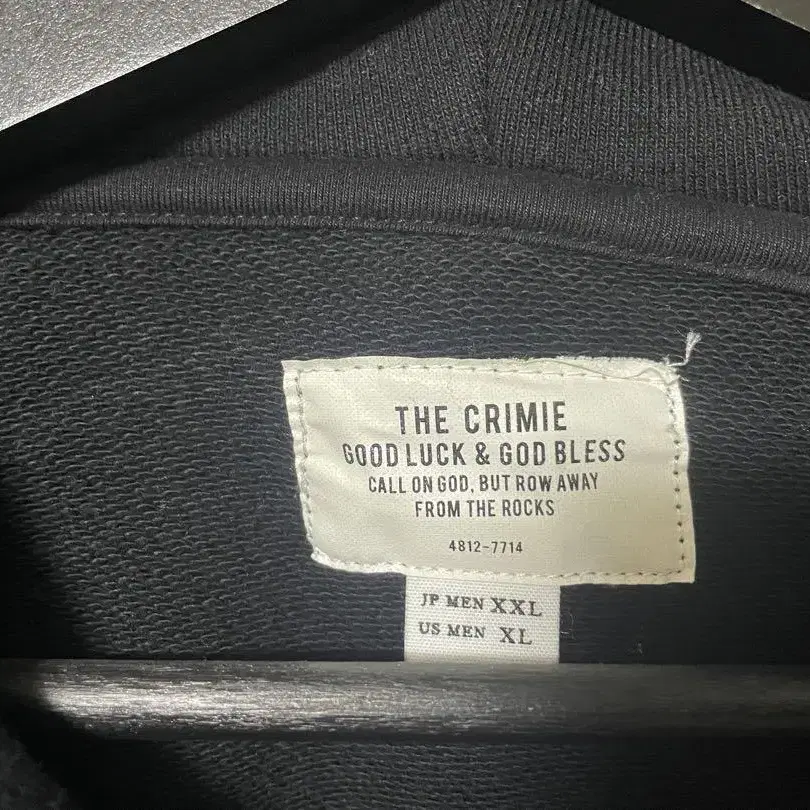 THE CRIMIE
GOOD LUCK & GOD BLESS
CALL ON GOD, BUT ROW AWAY
FROM THE ROCKS
4812-7714
JP MEN XXL
US MEN XL